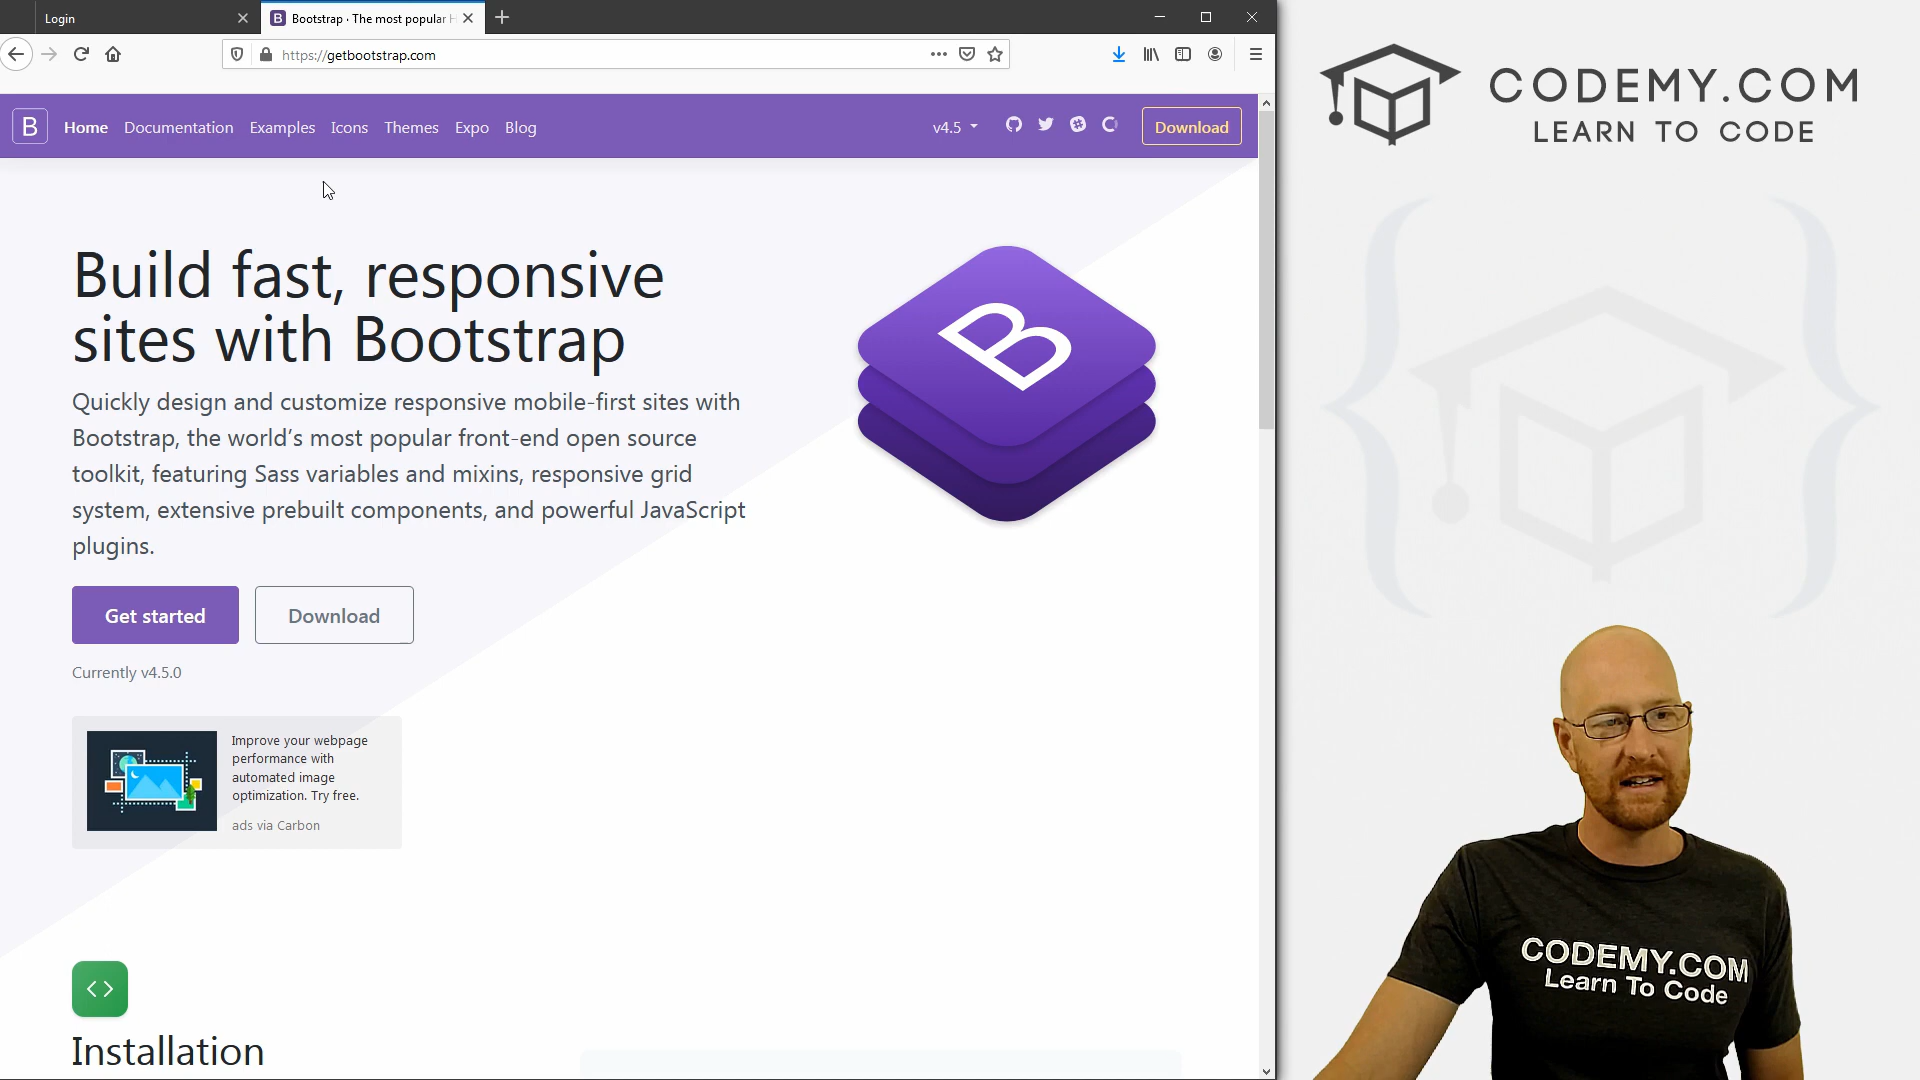 Login
Bootstrap · The most popular H
https://getbootstrap.com
B
Home Documentation Examples Icons Themes Expo Blog
v4.5
Download
Build fast, responsive
sites with Bootstrap
Quickly design and customize responsive mobile-first sites with
Bootstrap, the world’s most popular front-end open source
toolkit, featuring Sass variables and mixins, responsive grid
system, extensive prebuilt components, and powerful JavaScript
plugins.
Get started
Download
Currently v4.5.0
B
Improve your webpage
performance with
automated image
optimization. Try free.
ads via Carbon
Installation
CODEMY.COM
LEARN TO CODE
CODEMY.COM
Learn To Code